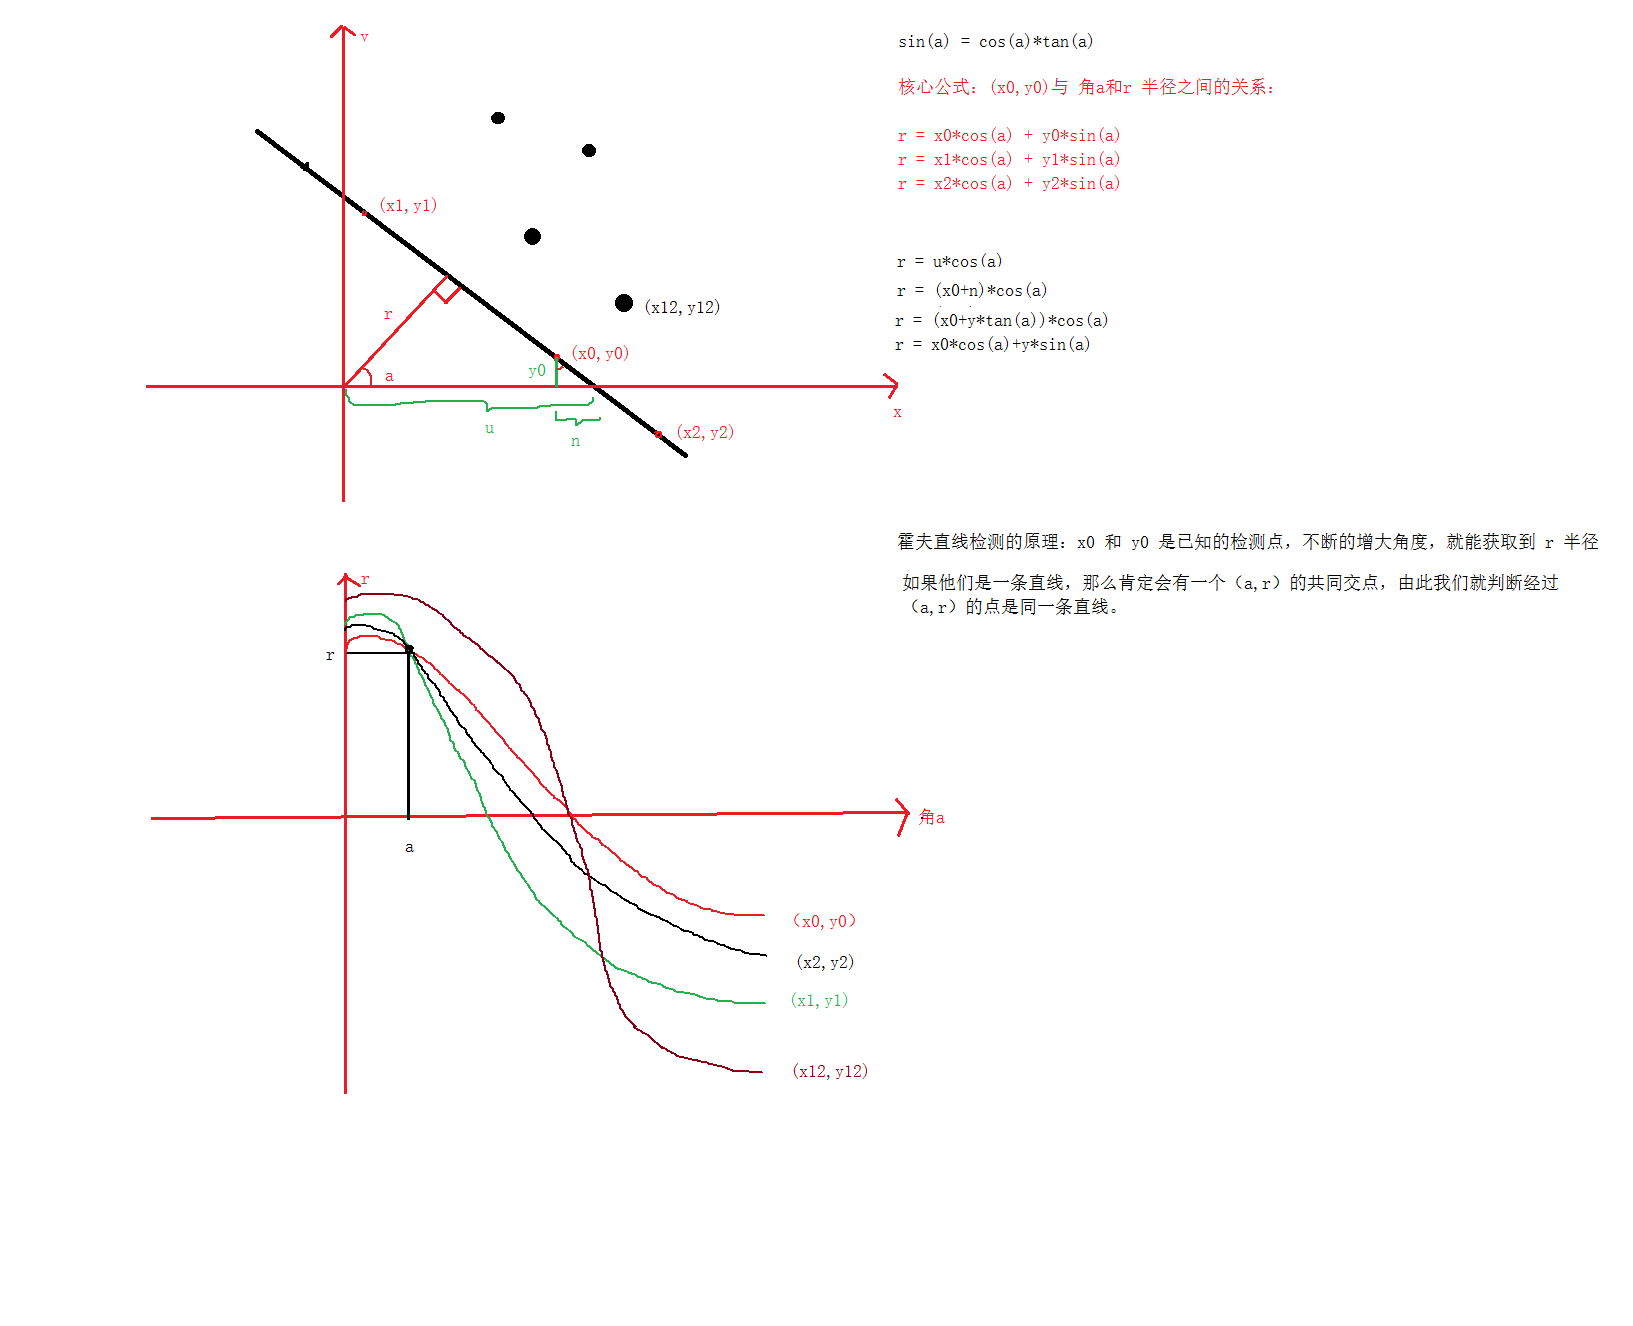 v
sin(a) = cos(a)*tan(a)
核心公式：(x0,y0)与 角a和r 半径之间的关系：
r = x0*cos(a) + y0*sin(a)
r = x1*cos(a) + y1*sin(a)
r = x2*cos(a) + y2*sin(a)
(x1,y1)
r = u*cos(a)
r = (x0+n)*cos(a)
(x12,y12)
r
r = (x0+y*tan(a))*cos(a)
r = x0*cos(a)+y*sin(a)
(x0,y0)
y0
a
x
u
n
(x2,y2)
霍夫直线检测的原理：x0 和 y0 是已知的检测点，不断的增大角度，就能获取到 r 半径
如果他们是一条直线，那么肯定会有一个（a,r）的共同交点，由此我们就判断经过
（a,r）的点是同一条直线。
r
r
角a
a
（x0,y0）
(x2,y2)
(x1,y1)
(x12,y12)